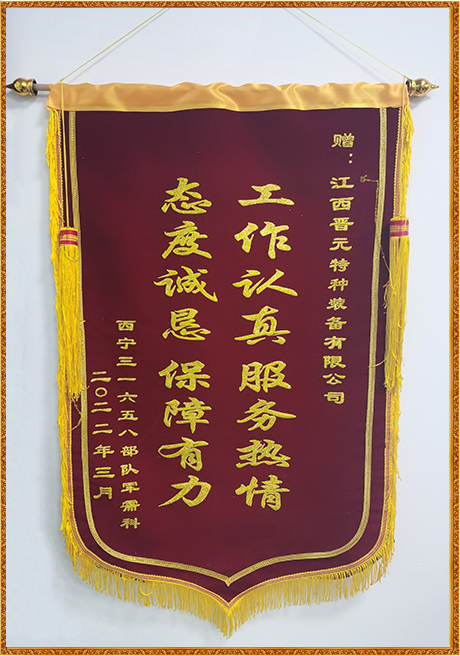 赠：江西晋元特种装备有限公司
工作认真 服务热情
态度诚恳 保障有力
西宁三一六五八部队军需科
二〇二二年三月